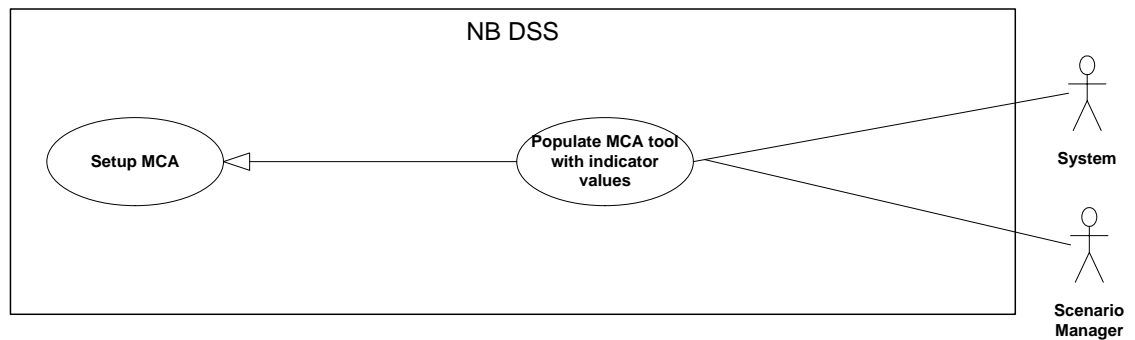 NB DSS
Setup MCA
Populate MCA tool
with indicator
values
System
Scenario
Manager